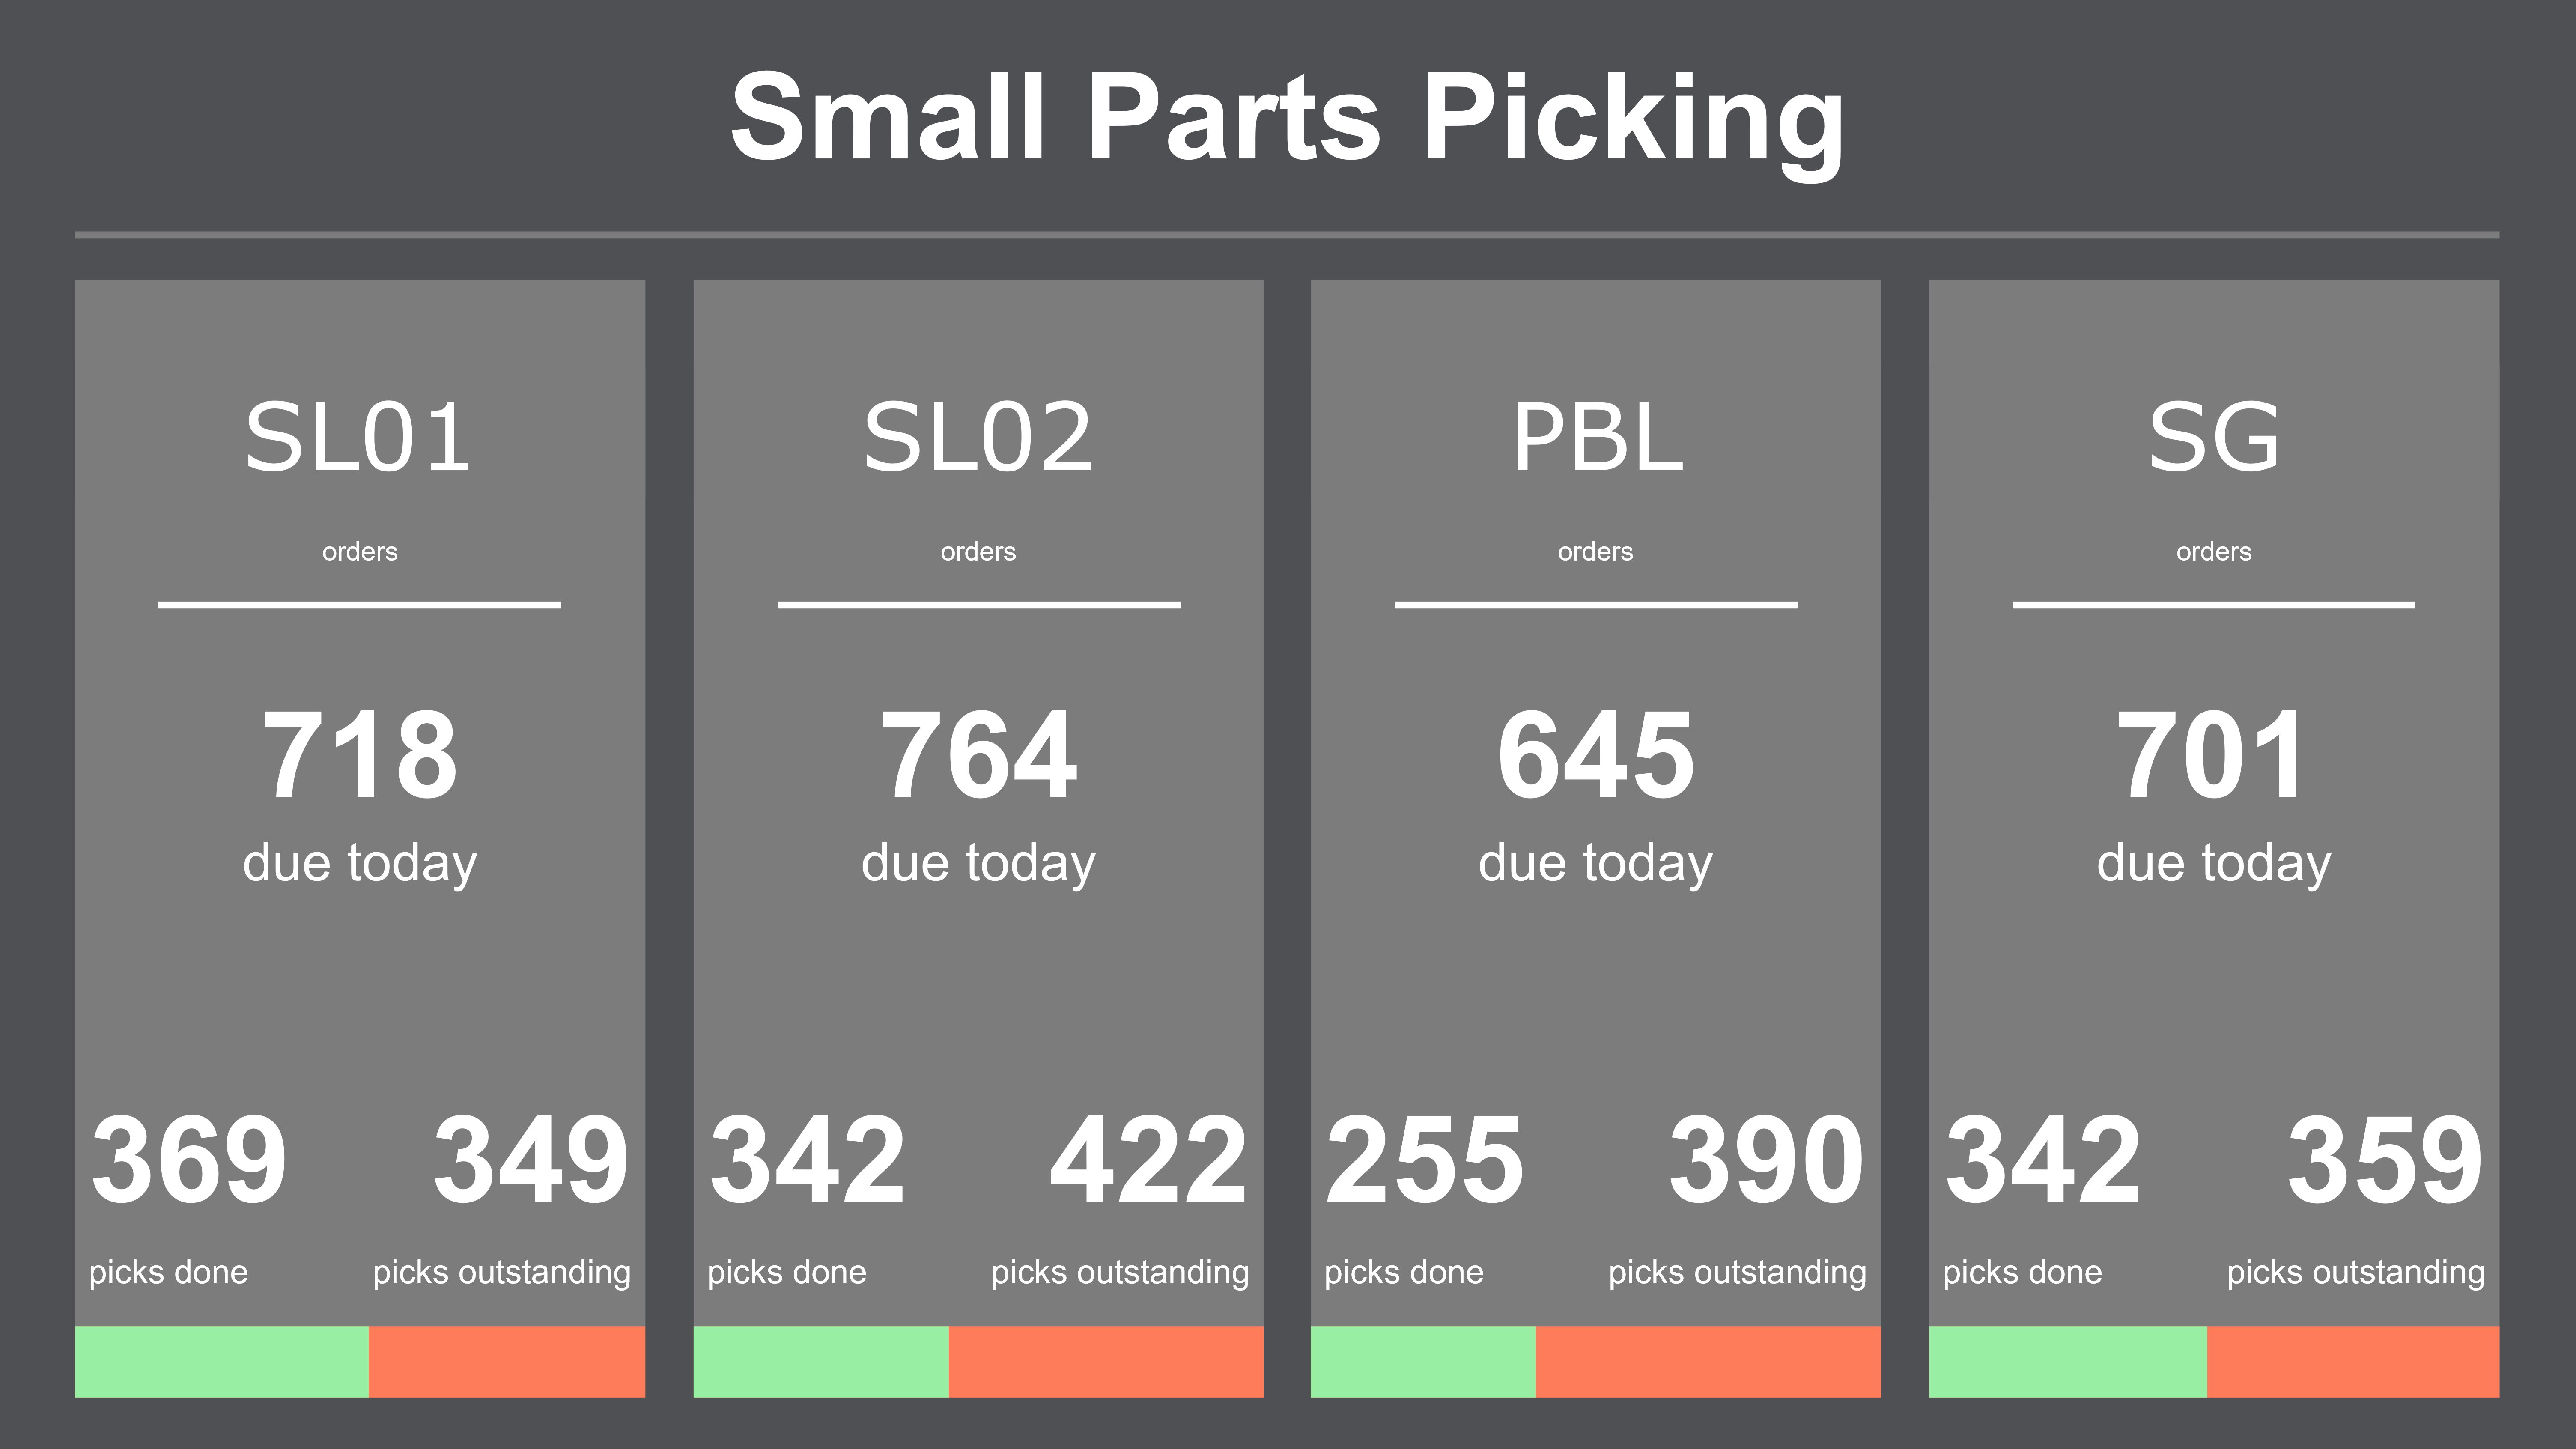 Small Parts Picking
SL01
orders
718
due today
369 349
picks done picks outstanding
SL02
orders
764
due today
342 422
picks done picks outstanding
PBL
orders
645
due today
255 390
picks done picks outstanding
SG
orders
701
due today
342 359
picks done picks outstanding